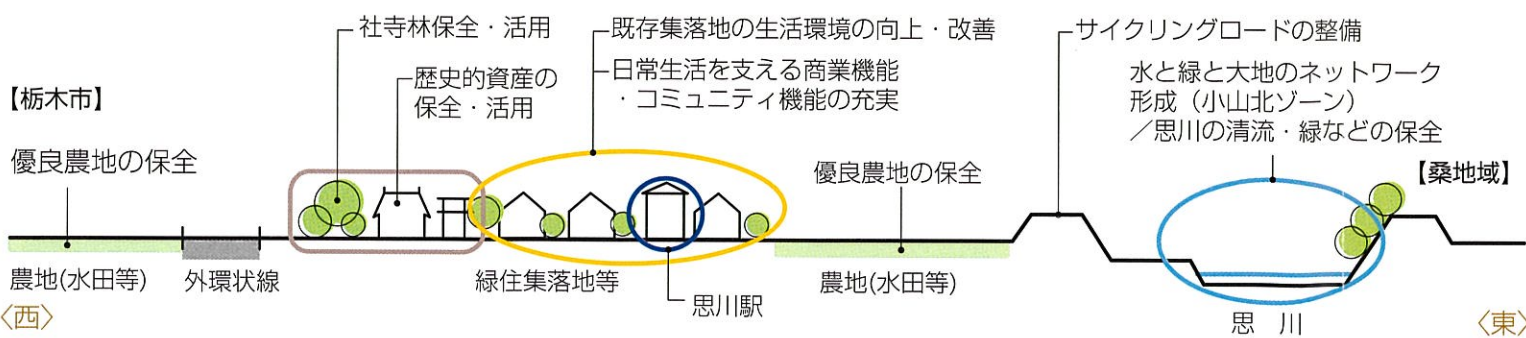 社寺林保全・活用
既存集落地の生活環境の向上・改善
サイクリングロードの整備
歴史的資産の
保全・活用
日常生活を支える商業機能
・コミュニティ機能の充実
水と緑と大地のネットワーク
形成（小山北ゾーン）
／思川の清流・緑などの保全
【栃木市】
優良農地の保全
優良農地の保全
【桑地域】
農地(水田等)
外環状線
緑住集落地等
思川駅
農地(水田等)
思　川
〈西〉
〈東〉